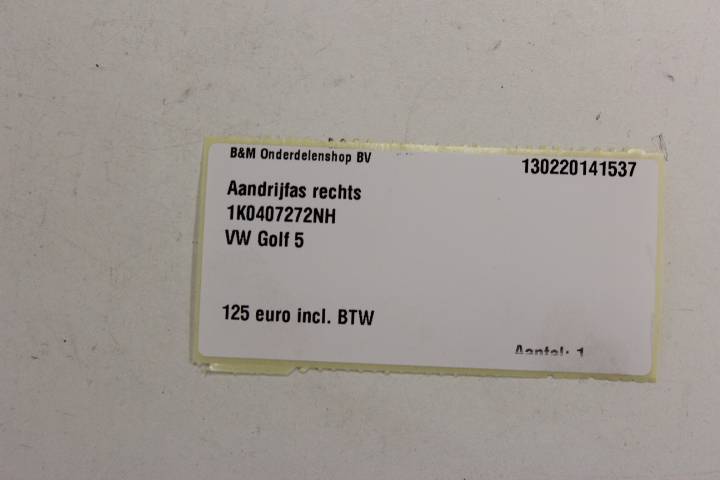 B&M Onderdelenshop BV
130220141537
Aandrijfas rechts
1K0407272NH
VW Golf 5
125 euro incl. BTW
Aantal: 1